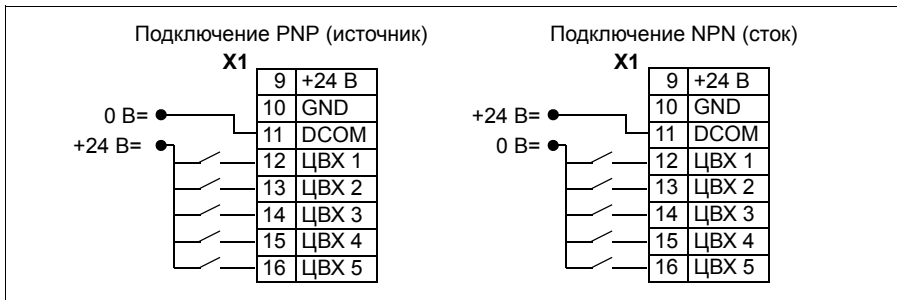 Подключение PNP (источник)
X1
9 +24 В
10 GND
0 В= 11 DCOM
+24 В= 12 ЦВХ 1
13 ЦВХ 2
14 ЦВХ 3
15 ЦВХ 4
16 ЦВХ 5
Подключение NPN (сток)
X1
9 +24 В
10 GND
+24 В= 11 DCOM
0 В= 12 ЦВХ 1
13 ЦВХ 2
14 ЦВХ 3
15 ЦВХ 4
16 ЦВХ 5